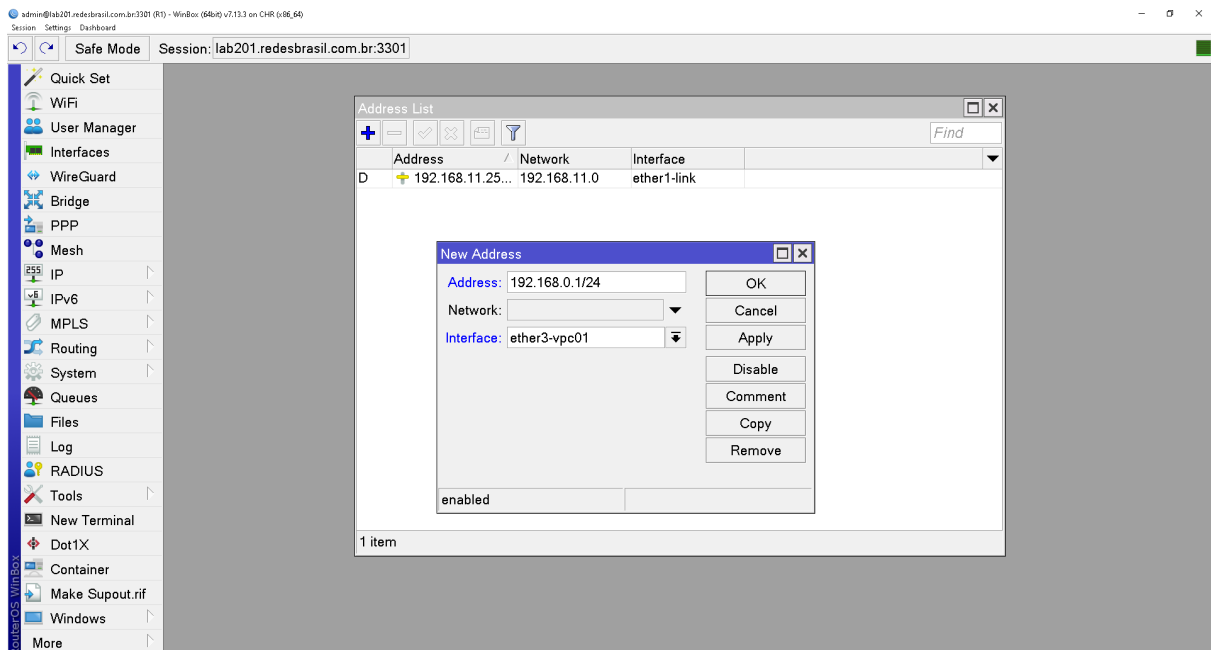 admin@lab201.redesbrasil.com.br:3301 (R1) - WinBox (64bit) v7.13.3 on CHR (x86_64)
Session Settings Dashboard
Safe Mode Session: lab201.redesbrasil.com.br:3301
Quick Set
WiFi
User Manager
Interfaces
WireGuard
Bridge
PPP
Mesh
IP
IPv6
MPLS
Routing
System
Queues
Files
Log
RADIUS
Tools
New Terminal
Dot1X
Container
Make Supout.rif
Windows
More
outerOS WinBox
Address List
Find
Address Network Interface
D 192.168.11.25... 192.168.11.0 ether1-link
New Address
Address: 192.168.0.1/24 OK
Network: Cancel
Interface: ether3-vpc01 Apply
Disable
Comment
Copy
Remove
enabled
1 item